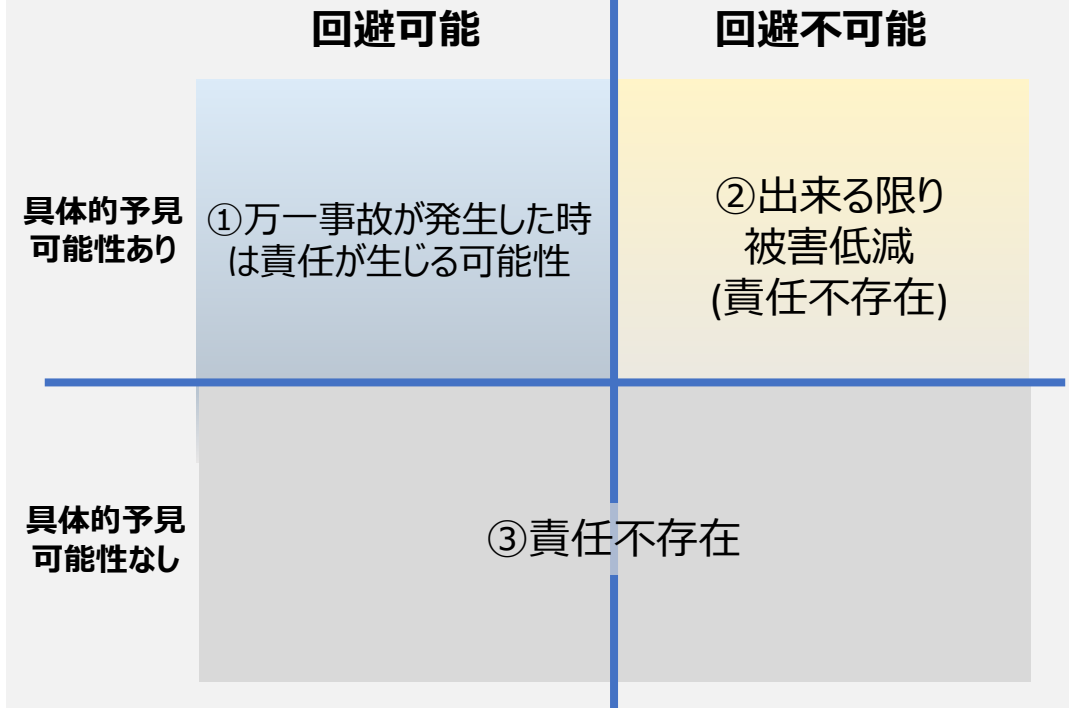 回避可能
回避不可能
具体的予見
可能性あり
①万一事故が発生した時
は責任が生じる可能性
②出来る限り
被害低減
(責任不存在)
具体的予見
可能性なし
③責任不存在